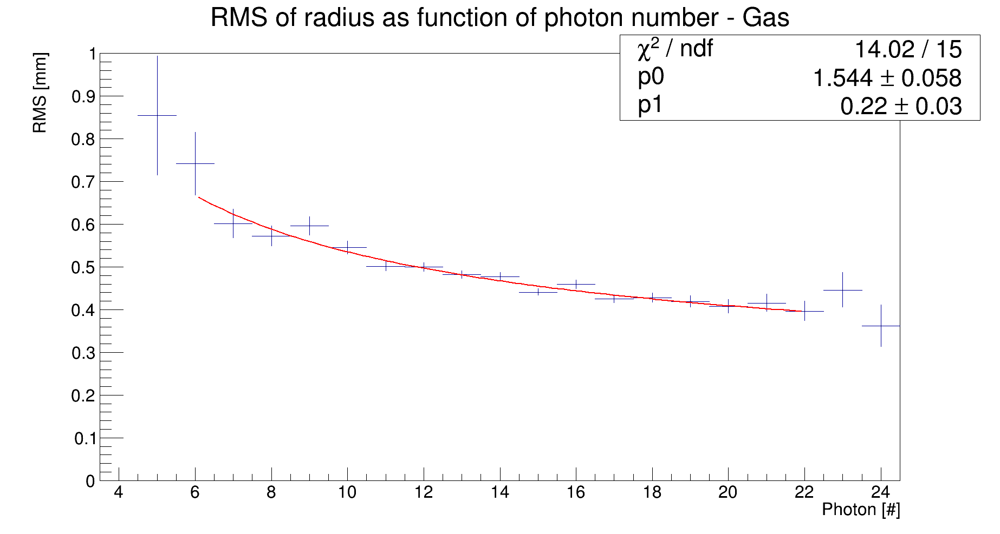 RMS of radius as function of photon number - Gas
χ² / ndf 14.02 / 15
p0 1.544 ± 0.058
p1 0.22 ± 0.03
RMS [mm]
1
0.9
0.8
0.7
0.6
0.5
0.4
0.3
0.2
0.1
0
4 6 8 10 12 14 16 18 20 22 24
Photon [#]